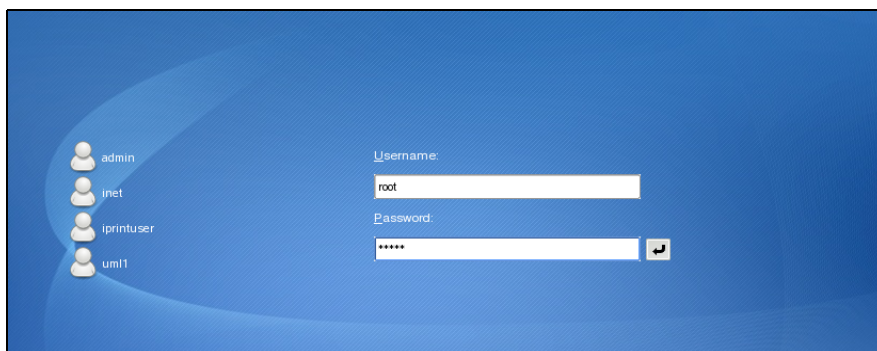 admin
inet
iprintuser
uml1
Username:
root
Password:
*****